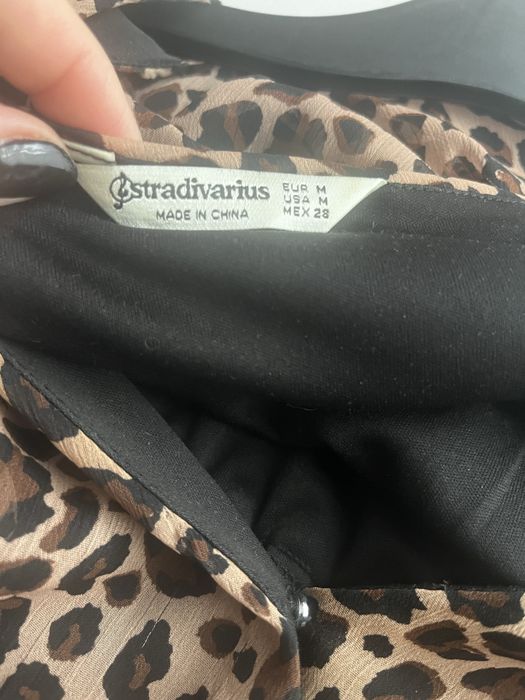 stradivarius
MADE IN CHINA
EUR M
USA M
MEX 28